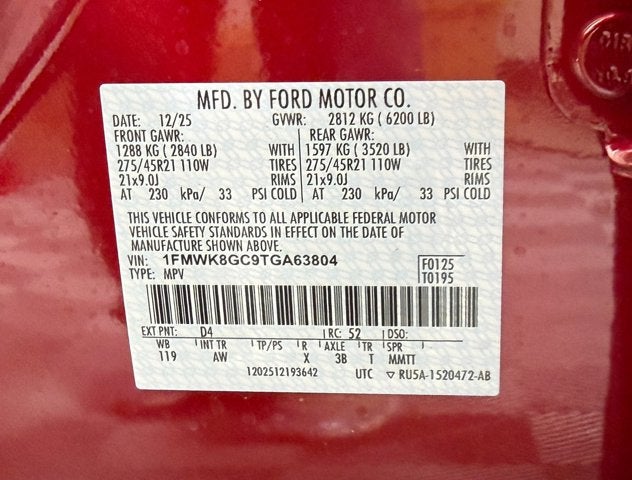 MFD. BY FORD MOTOR CO.
DATE: 12/25 GVWR: 2812 KG ( 6200 LB)
FRONT GAWR: REAR GAWR:
1288 KG ( 2840 LB) WITH 1597 KG ( 3520 LB) WITH
275/45R21 110W TIRES 275/45R21 110W TIRES
21x9.0J RIMS 21x9.0J RIMS
AT 230 kPa/ 33 PSI COLD AT 230 kPa/ 33 PSI COLD
THIS VEHICLE CONFORMS TO ALL APPLICABLE FEDERAL MOTOR
VEHICLE SAFETY STANDARDS IN EFFECT ON THE DATE OF
MANUFACTURE SHOWN ABOVE.
VIN: 1FMWK8GC9TGA63804 F0125
TYPE: MPV T0195
EXT PNT: D4 RC: 52 DSO:
WB INT TR TP/PS R AXLE TR SPR
119 AW X 3B T MMTT
1202512193642 UTC ▽ RU5A-1520472-AB